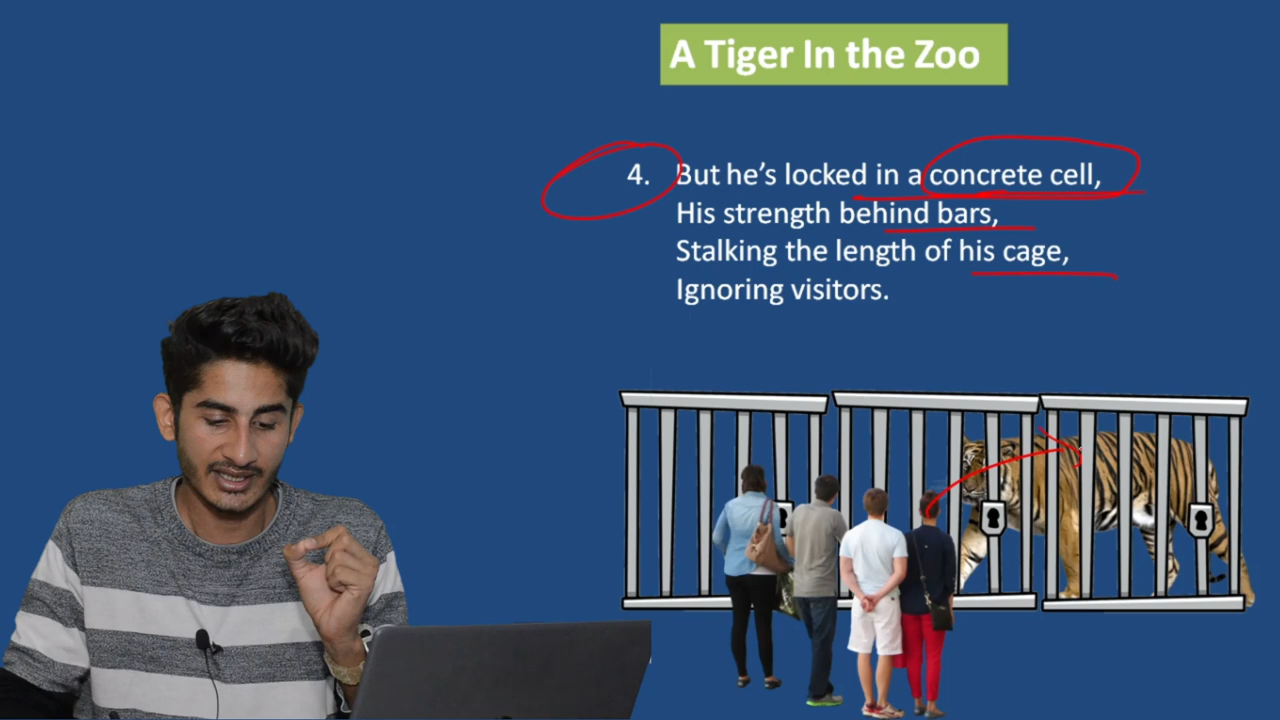 A Tiger In the Zoo
4. But he's locked in a concrete cell,
His strength behind bars,
Stalking the length of his cage,
Ignoring visitors.